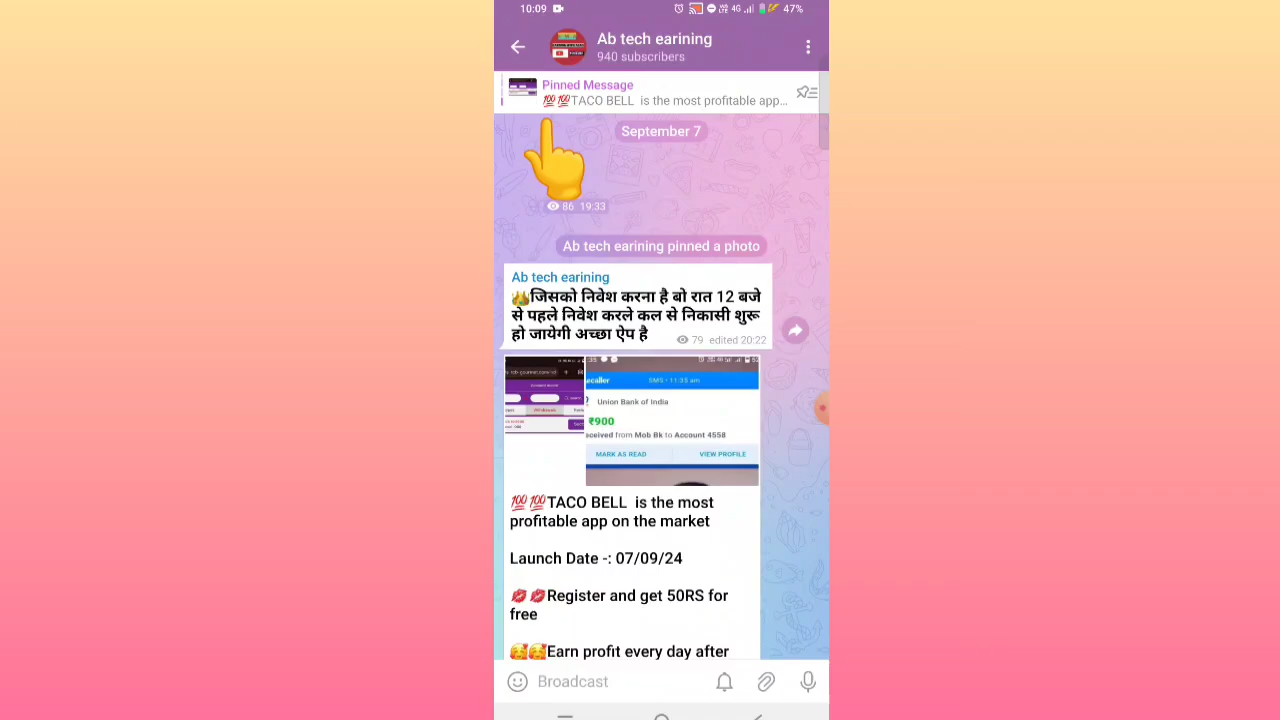 10:09 4G 47%
Ab tech earining
940 subscribers
Pinned Message
💯💯TACO BELL is the most profitable app...
September 7
86 19:33
Ab tech earining pinned a photo
Ab tech earining
👑जिसको निवेश करना है बो रात 12 बजे
से पहले निवेश करले कल से निकासी शुरू
हो जायेगी अच्छा ऐप है
79 edited 20:22
SMS • 11:35 am
Union Bank of India
₹900
eceived from Mob Bk to Account 4558
MARK AS READ VIEW PROFILE
💯💯TACO BELL is the most
profitable app on the market
Launch Date -: 07/09/24
💋💋Register and get 50RS for
free
🥰🥰Earn profit every day after
Broadcast